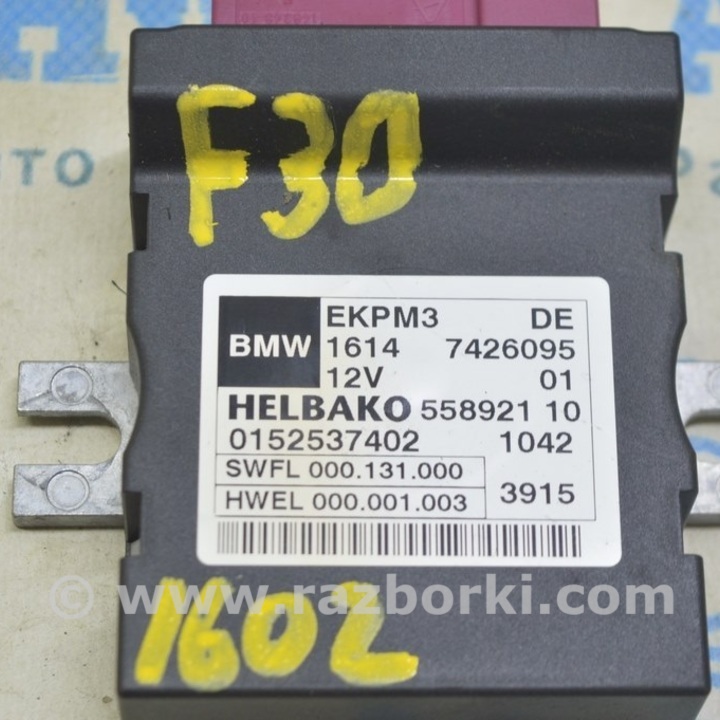 F30
BMW
EKPM3 DE
1614 7426095
12V 01
HELBAKO 558921 10
0152537402 1042
SWFL 000.131.000
HWEL 000.001.003 3915
© www.razborki.com
1602